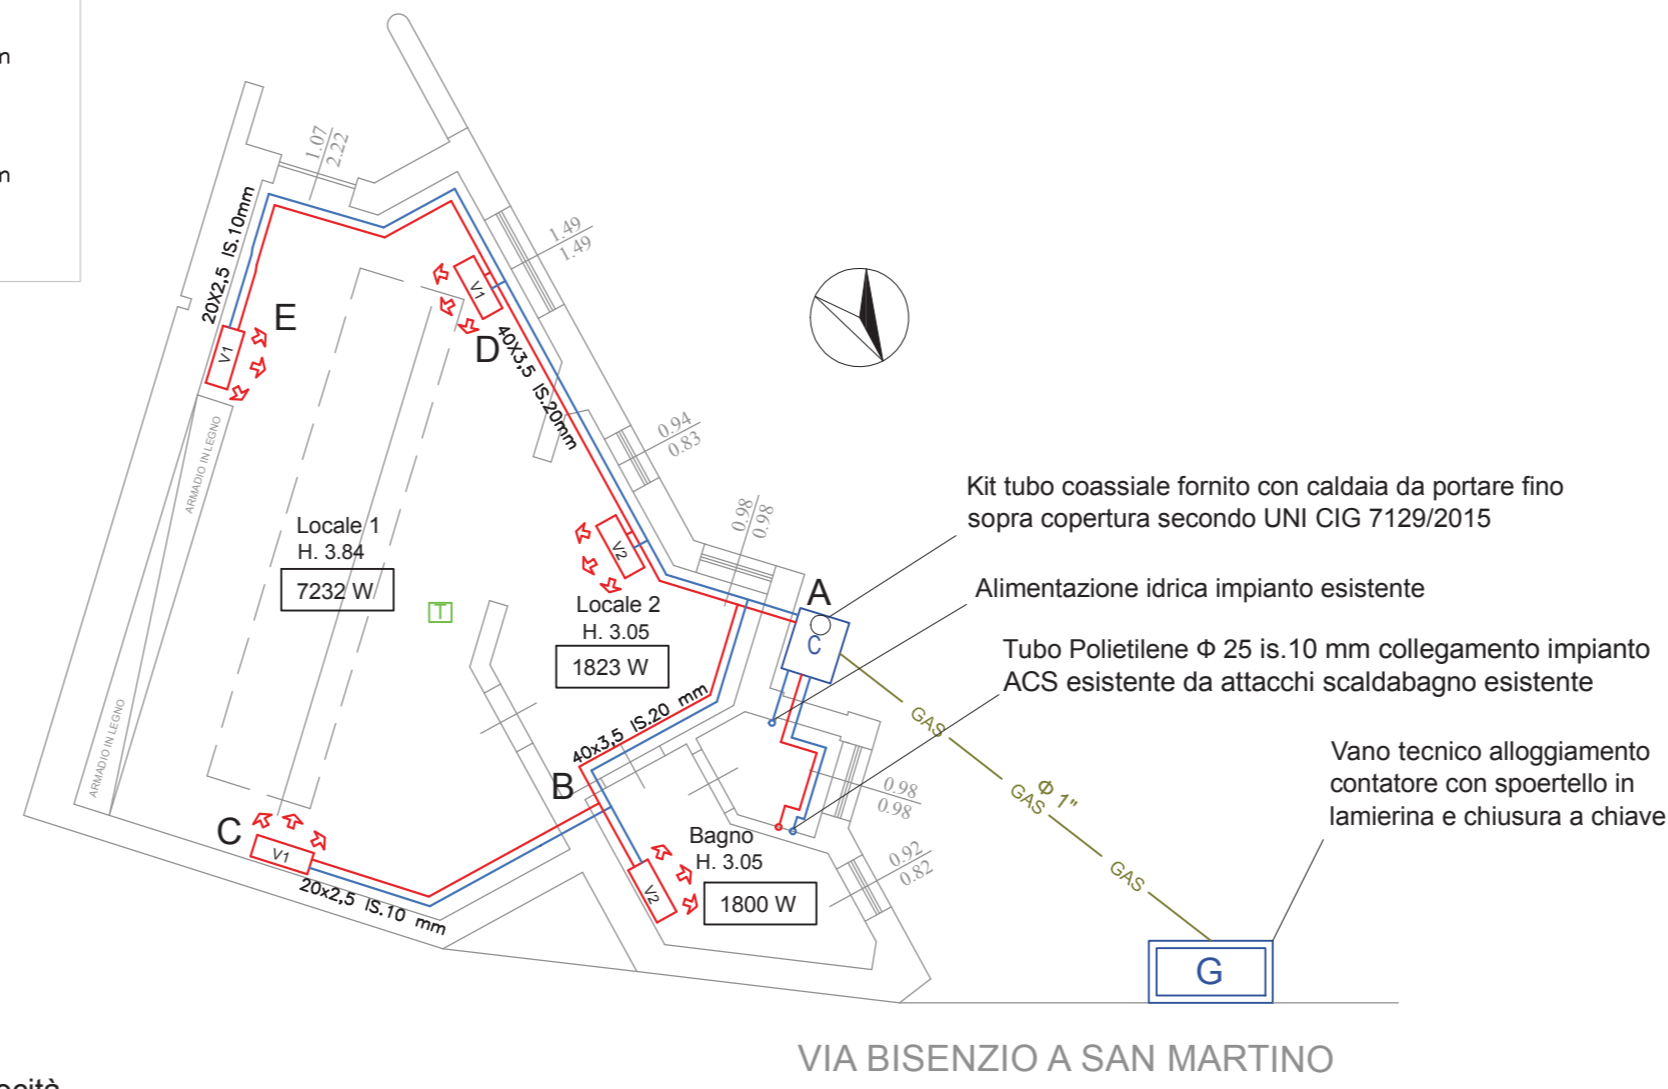 m
m
1.07
2.22
20X2,5 IS.10mm
1.49
1.49
V1
E
V1
D
40X3,5 IS.20mm
0.94
0.83
ARMADIO IN LEGNO
Kit tubo coassiale fornito con caldaia da portare fino
sopra copertura secondo UNI CIG 7129/2015
0.98
0.98
Locale 1
H. 3.84
7232 W
T
V2
Locale 2
H. 3.05
1823 W
A
C
Alimentazione idrica impianto esistente
Tubo Polietilene Φ 25 is.10 mm collegamento impianto
ACS esistente da attacchi scaldabagno esistente
GAS
ARMADIO IN LEGNO
40x3,5 IS.20 mm
B
Vano tecnico alloggiamento
contatore con spoertello in
lamierina e chiusura a chiave
0.98
0.98
Φ 1"
GAS
C
V1
20x2,5 IS.10 mm
Bagno
H. 3.05
1800 W
V2
0.92
0.82
GAS
G
VIA BISENZIO A SAN MARTINO